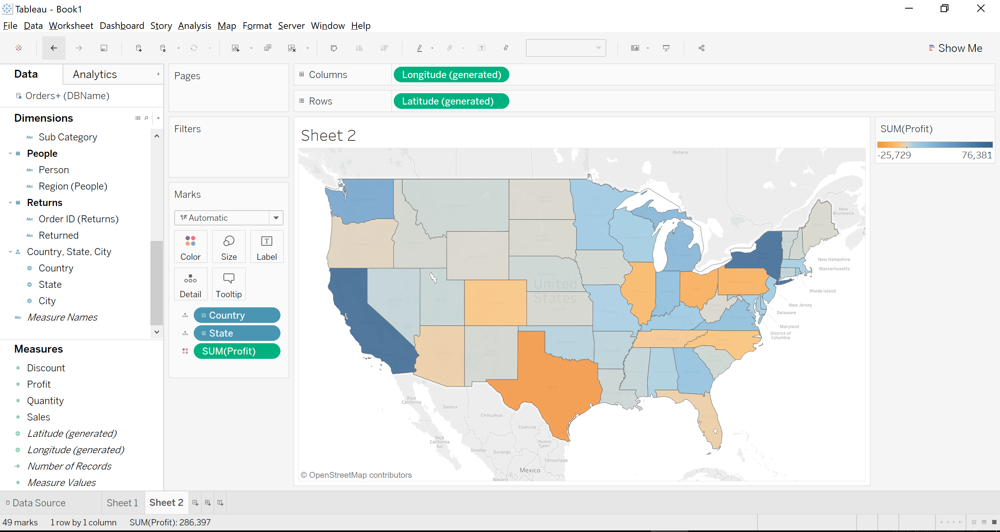 Tableau - Book1
File Data Worksheet Dashboard Story Analysis Map Format Server Window Help
Show Me
Data Analytics
Orders+ (DBName)
Dimensions
Abc Sub Category
People
Abc Person
Abc Region (People)
Returns
Abc Order ID (Returns)
Abc Returned
Country, State, City
Country
State
City
Abc Measure Names
Measures
# Discount
# Profit
# Quantity
# Sales
Latitude (generated)
Longitude (generated)
=# Number of Records
# Measure Values
Pages
Filters
Marks
Automatic
Color Size Label
Detail Tooltip
Country
State
SUM(Profit)
Columns Longitude (generated)
Rows Latitude (generated)
Sheet 2
Ontario
Washington
Montana
North
Dakota
Minnesota
New
Brunswick
Maine
Oregon
Idaho
South
Dakota
Wisconsin
Vermont
Wyoming
Michigan
New
York
New Hampshire
Massachusetts
Iowa
Nebraska
Connecticut
United
States
Pennsylvania
Rhode Island
Nevada
Utah
Colorado
Kansas
Illinois
Indiana
Ohio
West
Virginia
New Jersey
Delaware
Missouri
Kentucky
Virginia
Maryland
District of
Columbia
California
Arizona
New
Mexico
Oklahoma
Arkansas
Tennessee
North
Carolina
South
Carolina
Mississippi
Alabama
Georgia
Texas
Louisiana
Florida
Baja
California
Sonora
Chihuahua
Coahuila
Baja
California
Sur
Nuevo
León
Sinaloa
Durango
Tamaulipas
Mexico
Navarit
© OpenStreetMap contributors
SUM(Profit)
-25,729 76,381
Data Source Sheet 1 Sheet 2
49 marks 1 row by 1 column SUM(Profit): 286,397